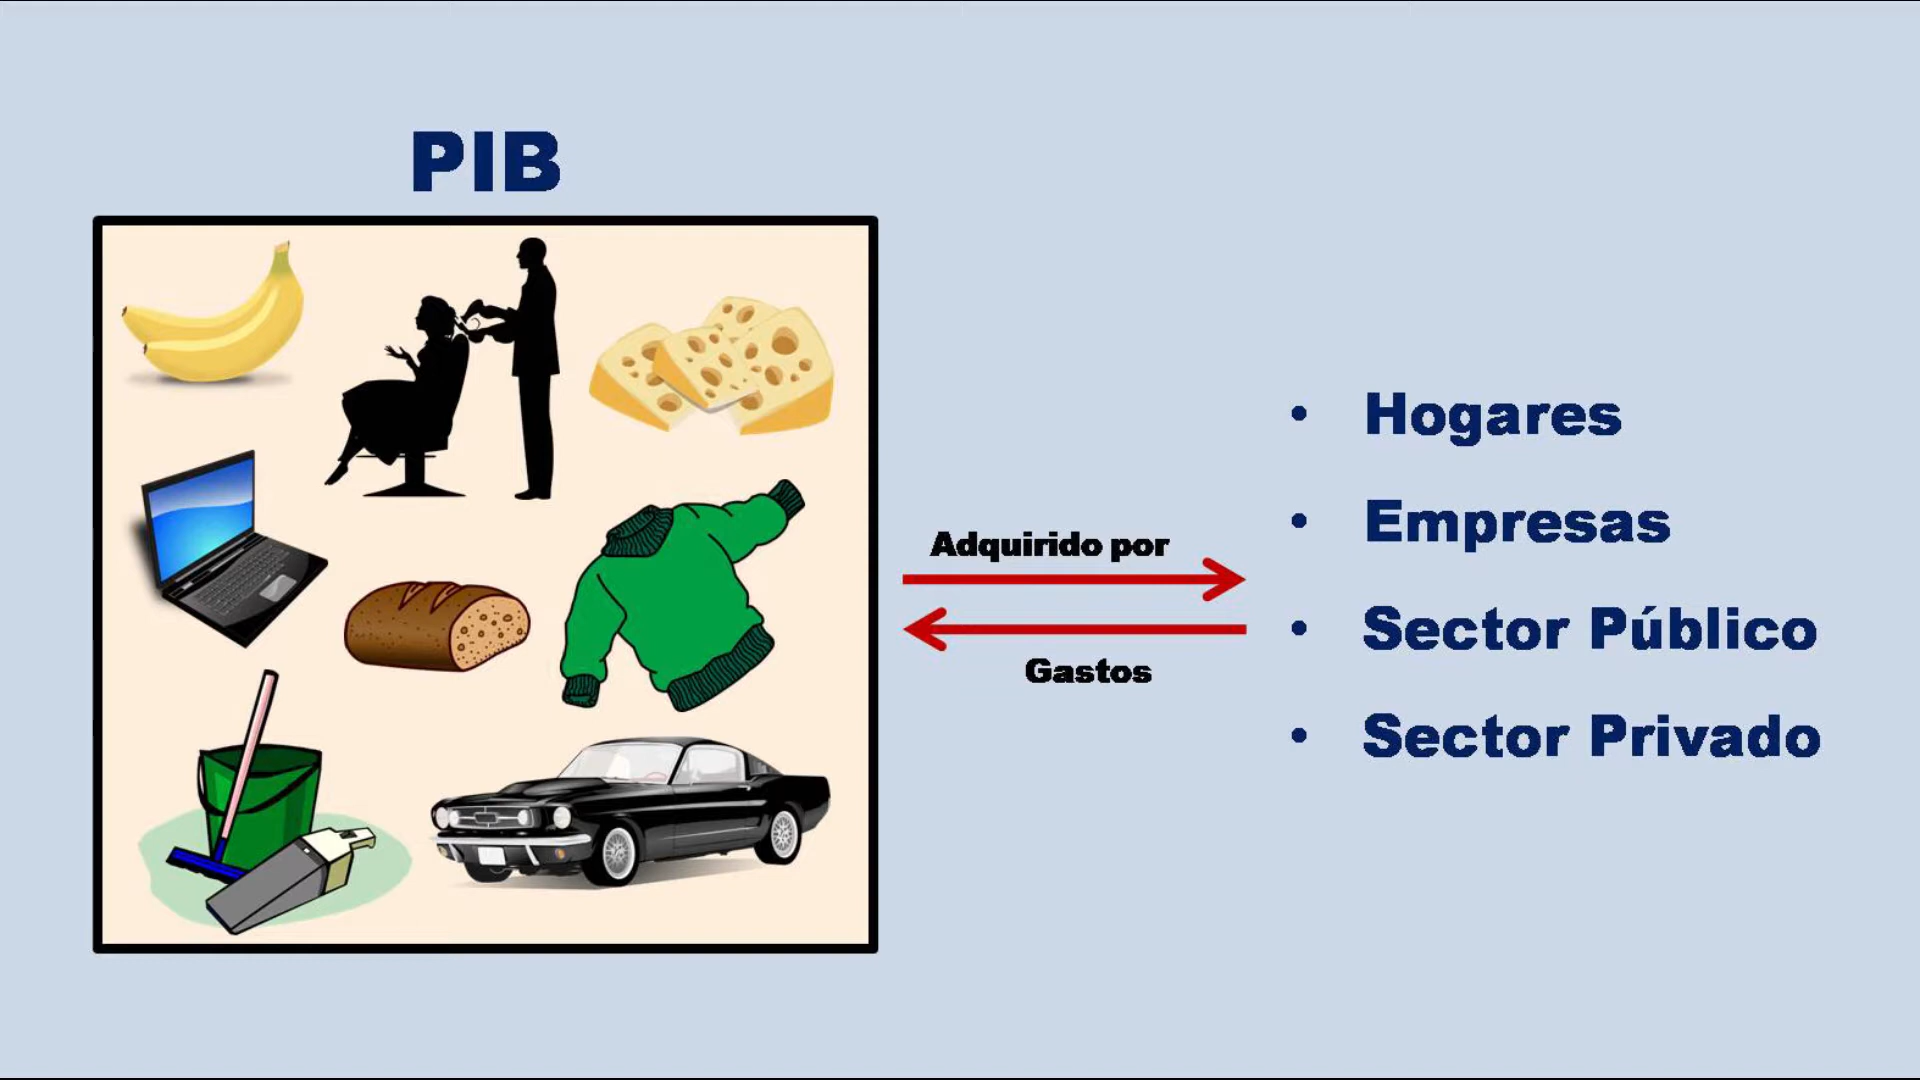 PIB
Adquirido por
Gastos
• Hogares
• Empresas
• Sector Público
• Sector Privado